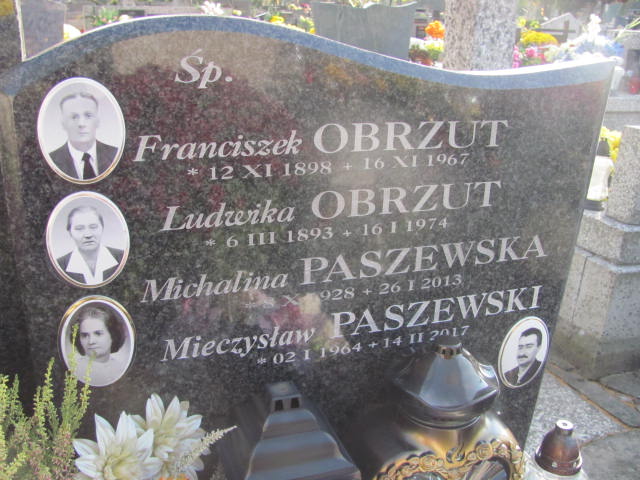 Śp.
Franciszek OBRZUT
* 12 XI 1898 + 16 XI 1967
Ludwika OBRZUT
* 6 III 1893 + 16 I 1974
Michalina PASZEWSKA
1928 + 26 I 2013
Mieczysław PASZEWSKI
* 02 I 1964 + 14 II 2017